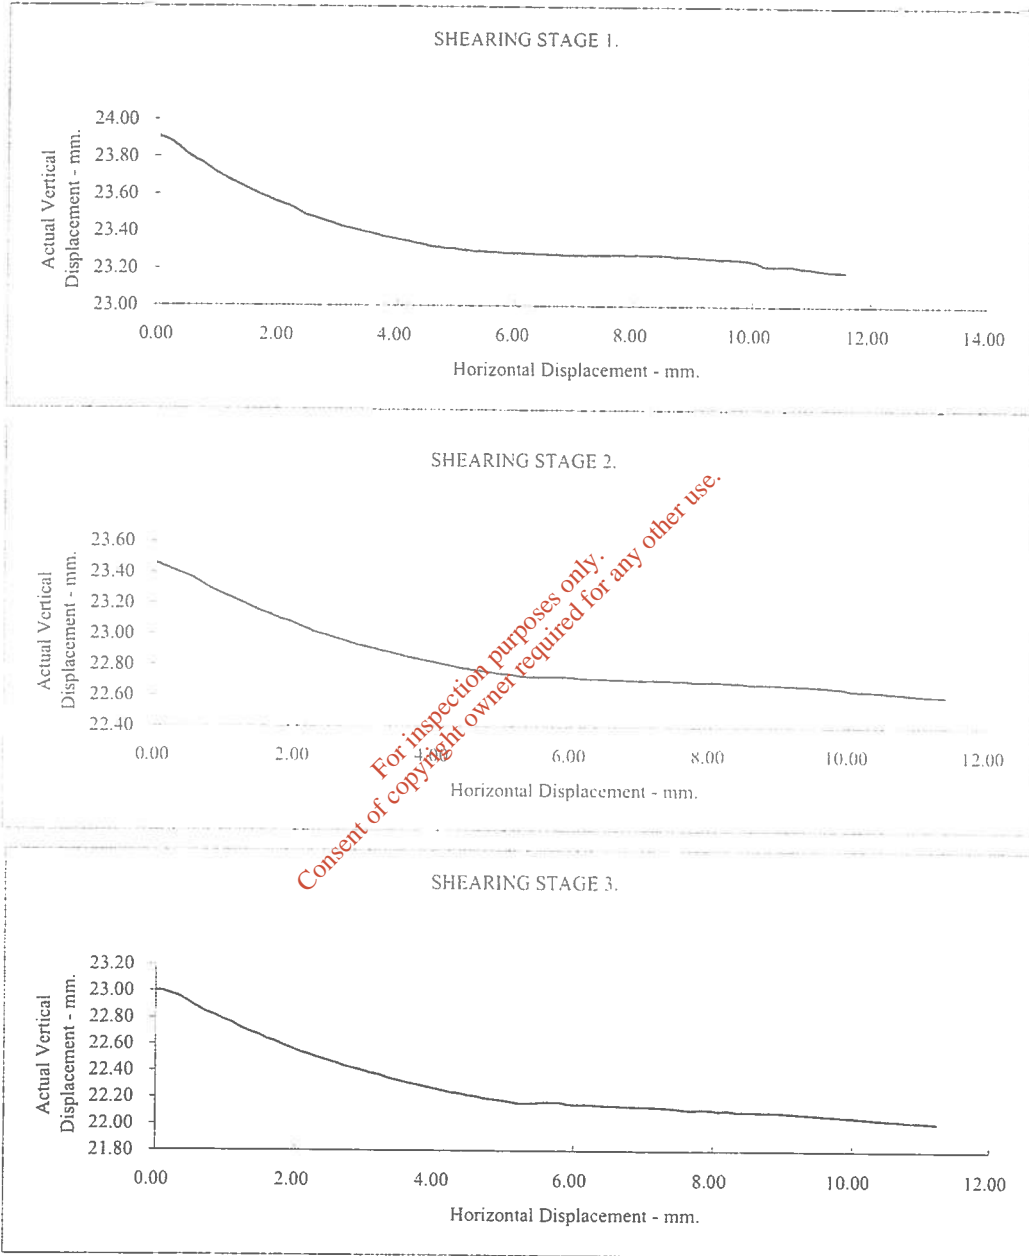 SHEARING STAGE 1.
Actual Vertical
Displacement - mm.
24.00
23.80
23.60
23.40
23.20
23.00
0.00 2.00 4.00 6.00 8.00 10.00 12.00 14.00
Horizontal Displacement - mm.
SHEARING STAGE 2.
Actual Vertical
Displacement - mm.
23.60
23.40
23.20
23.00
22.80
22.60
22.40
0.00 2.00 4.00 6.00 8.00 10.00 12.00
Horizontal Displacement - mm.
For inspection purposes only.
Consent of copyright owner required for any other use.
SHEARING STAGE 3.
Actual Vertical
Displacement - mm.
23.20
23.00
22.80
22.60
22.40
22.20
22.00
21.80
0.00 2.00 4.00 6.00 8.00 10.00 12.00
Horizontal Displacement - mm.